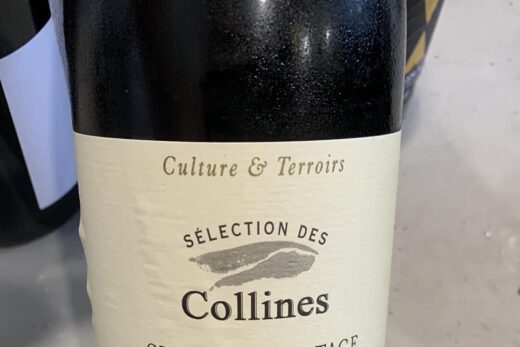 Culture & Terroirs
SÉLECTION DES
Collines